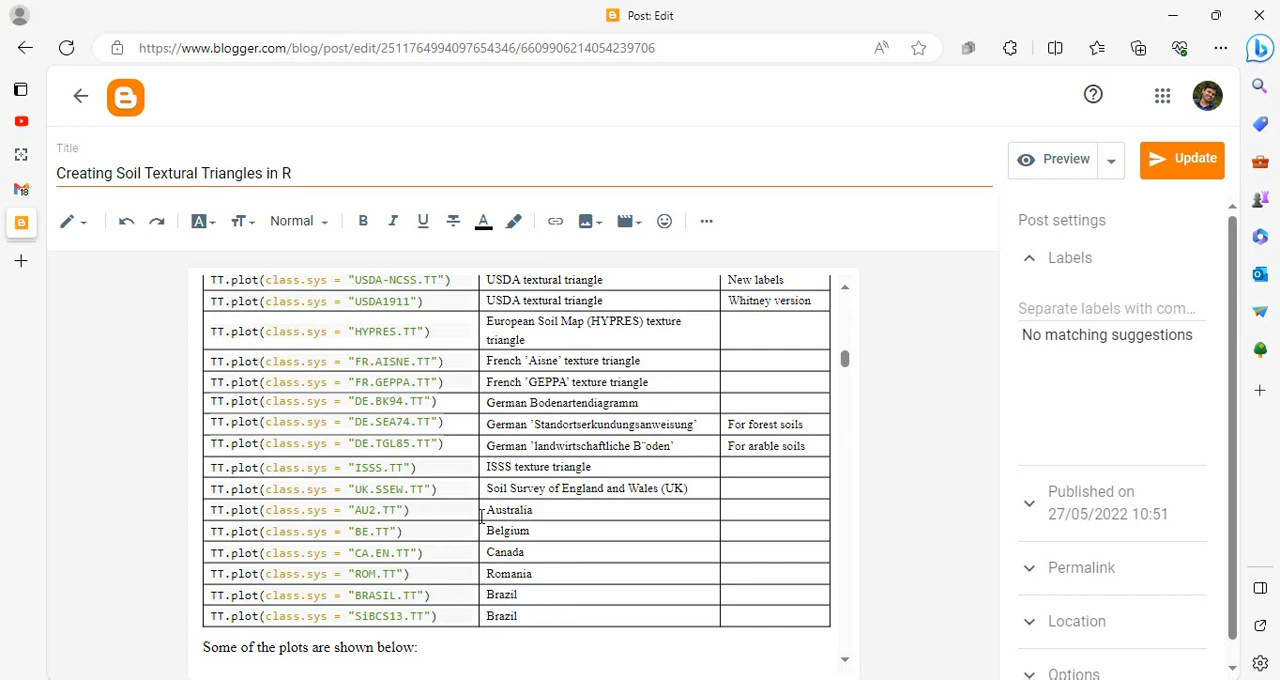 Post: Edit
https://www.blogger.com/blog/post/edit/2511764994097654346/6609906214054239706
Title
Creating Soil Textural Triangles in R
Preview
Update
Normal
Post settings
Labels
Separate labels with com...
No matching suggestions
Published on
27/05/2022 10:51
Permalink
Location
Options
TT.plot(class.sys = "USDA-NCSS.TT") USDA textural triangle New labels
TT.plot(class.sys = "USDA1911") USDA textural triangle Whitney version
TT.plot(class.sys = "HYPRES.TT") European Soil Map (HYPRES) texture
triangle
TT.plot(class.sys = "FR.AISNE.TT") French ’Aisne’ texture triangle
TT.plot(class.sys = "FR.GEPPA.TT") French ’GEPPA’ texture triangle
TT.plot(class.sys = "DE.BK94.TT") German Bodenartendiagramm
TT.plot(class.sys = "DE.SEA74.TT") German ’Standortserkundungsanweisung’ For forest soils
TT.plot(class.sys = "DE.TGL85.TT") German ’landwirtschaftliche B¨oden’ For arable soils
TT.plot(class.sys = "ISSS.TT") ISSS texture triangle
TT.plot(class.sys = "UK.SSEW.TT") Soil Survey of England and Wales (UK)
TT.plot(class.sys = "AU2.TT") Australia
TT.plot(class.sys = "BE.TT") Belgium
TT.plot(class.sys = "CA.EN.TT") Canada
TT.plot(class.sys = "ROM.TT") Romania
TT.plot(class.sys = "BRASIL.TT") Brazil
TT.plot(class.sys = "SiBCS13.TT") Brazil
Some of the plots are shown below: